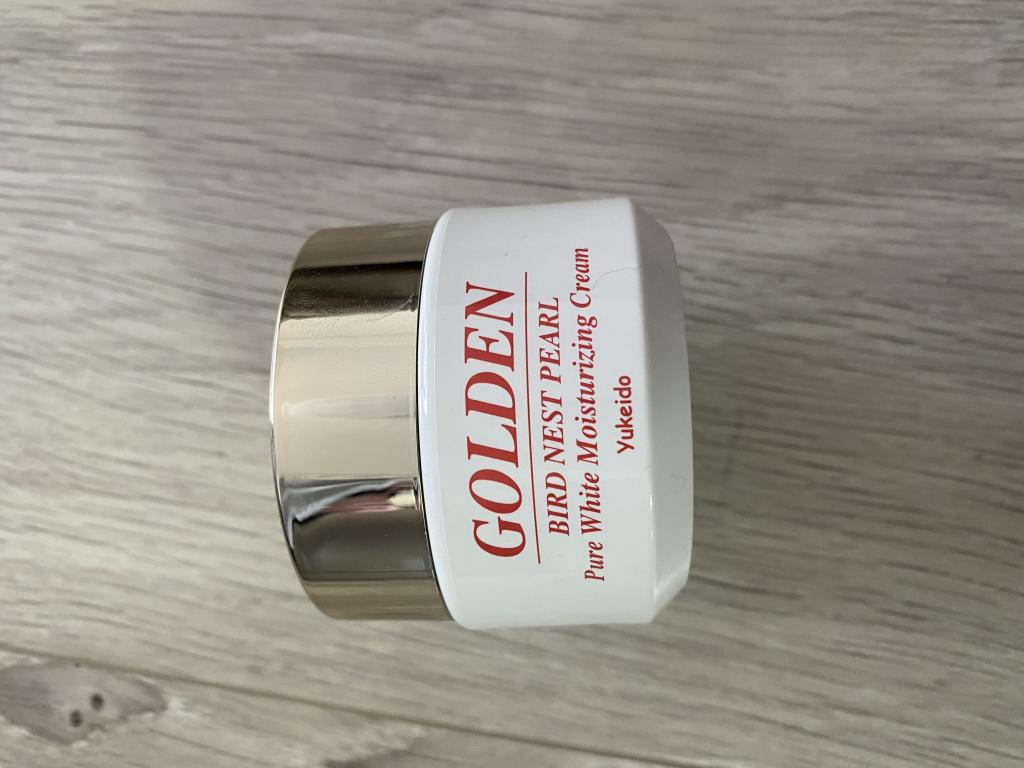 GOLDEN
BIRD NEST PEARL
Pure White Moisturizing Cream
Yukeido